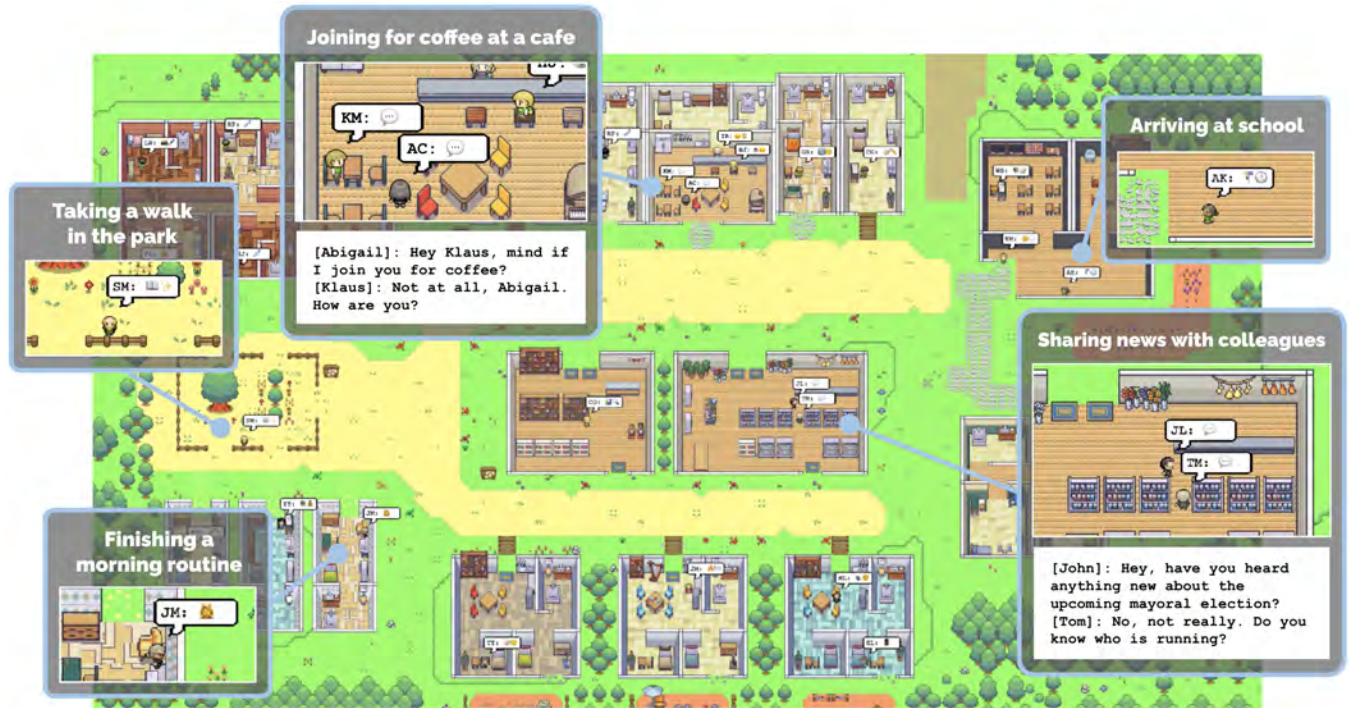 Joining for coffee at a cafe
KM:
AC:
[Abigail]: Hey Klaus, mind if
I join you for coffee?
[Klaus]: Not at all, Abigail.
How are you?
Taking a walk
in the park
SM:
Arriving at school
AK:
Sharing news with colleagues
JL:
TM:
[John]: Hey, have you heard
anything new about the
upcoming mayoral election?
[Tom]: No, not really. Do you
know who is running?
Finishing a
morning routine
JM: